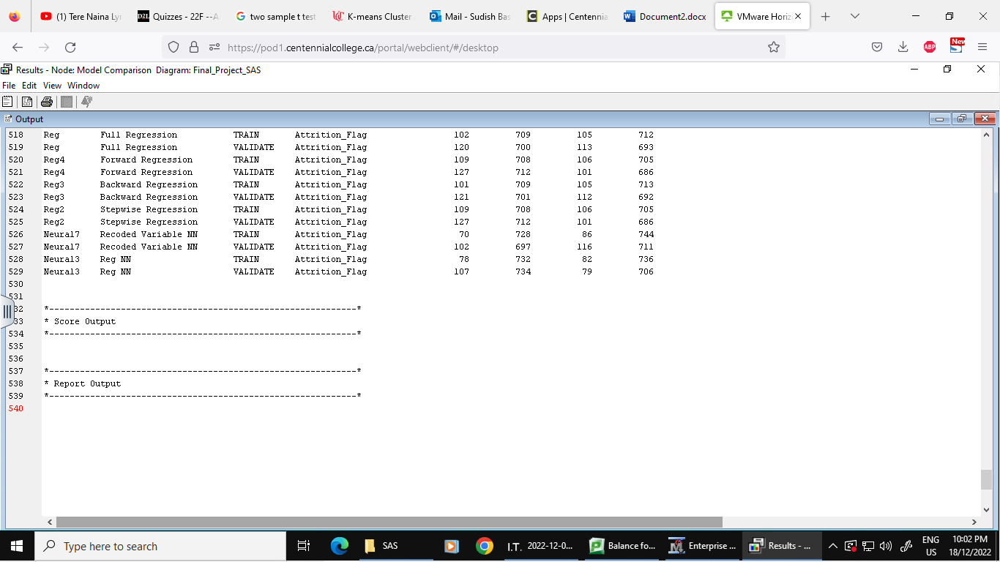 (1) Tere Naina Lyr
D2L Quizzes - 22F --A
two sample t test
K-means Cluster
Mail - Sudish Bas
Apps | Centennia
Document2.docx
VMware Horiz
https://pod1.centennialcollege.ca/portal/webclient/#/desktop
ABP
New
Results - Node: Model Comparison Diagram: Final_Project_SAS
File Edit View Window
Output
518 Reg Full Regression TRAIN Attrition_Flag 102 709 105 712
519 Reg Full Regression VALIDATE Attrition_Flag 120 700 113 693
520 Reg4 Forward Regression TRAIN Attrition_Flag 109 708 106 705
521 Reg4 Forward Regression VALIDATE Attrition_Flag 127 712 101 686
522 Reg3 Backward Regression TRAIN Attrition_Flag 101 709 105 713
523 Reg3 Backward Regression VALIDATE Attrition_Flag 121 701 112 692
524 Reg2 Stepwise Regression TRAIN Attrition_Flag 109 708 106 705
525 Reg2 Stepwise Regression VALIDATE Attrition_Flag 127 712 101 686
526 Neural7 Recoded Variable NN TRAIN Attrition_Flag 70 728 86 744
527 Neural7 Recoded Variable NN VALIDATE Attrition_Flag 102 697 116 711
528 Neural3 Reg NN TRAIN Attrition_Flag 78 732 82 736
529 Neural3 Reg NN VALIDATE Attrition_Flag 107 734 79 706
530
531
32 *------------------------------------------------------------*
33 * Score Output
534 *------------------------------------------------------------*
535
536
537 *------------------------------------------------------------*
538 * Report Output
539 *------------------------------------------------------------*
540
Type here to search
SAS
I.T. 2022-12-0...
Balance fo...
Enterprise ...
Results - ...
ENG
US
10:02 PM
18/12/2022